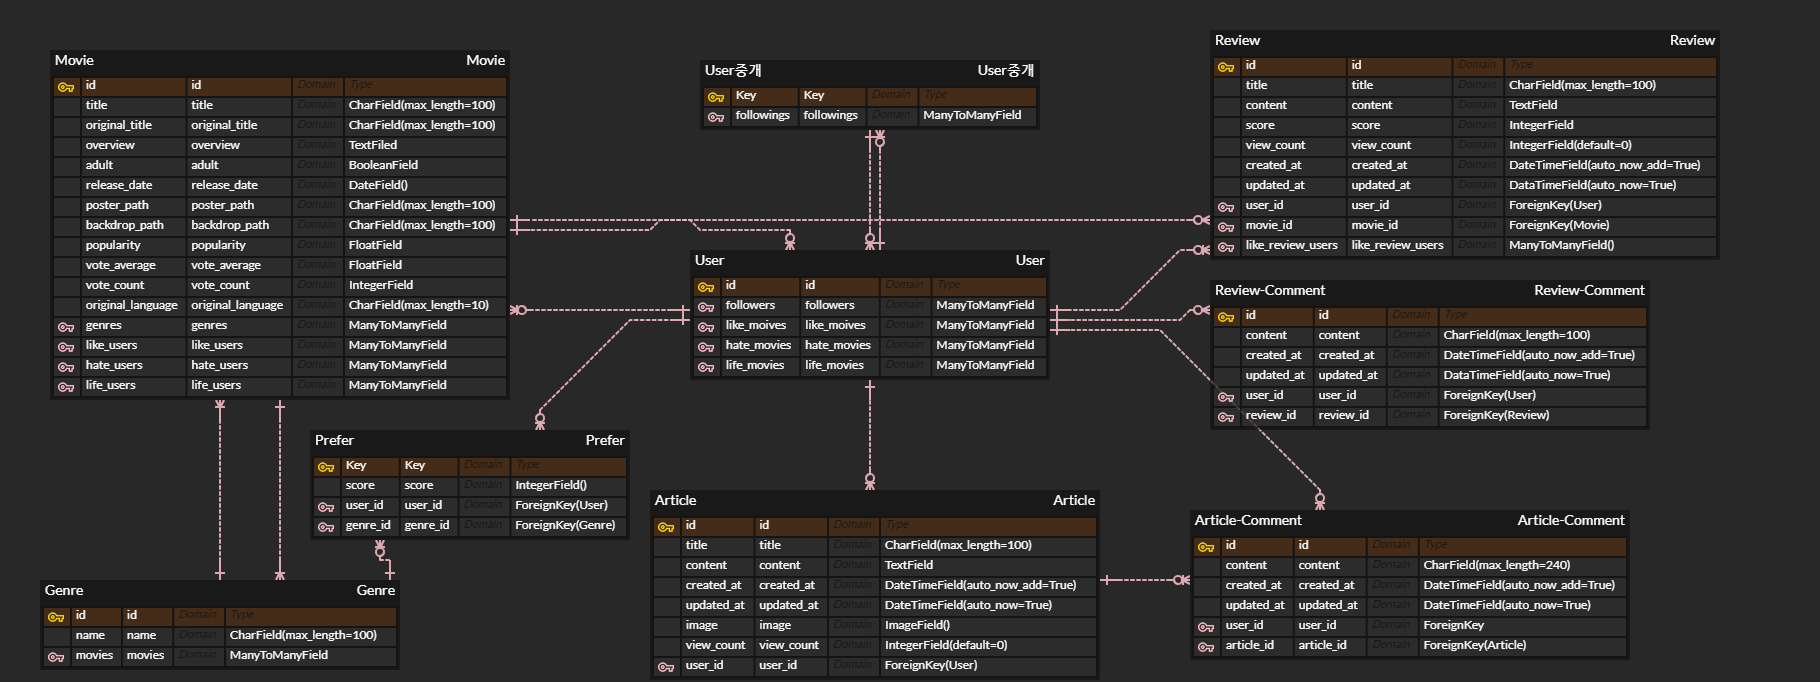 Movie Movie
id id Domain Type
title title Domain CharField(max_length=100)
original_title original_title Domain CharField(max_length=100)
overview overview Domain TextFiled
adult adult Domain BooleanField
release_date release_date Domain DateField()
poster_path poster_path Domain CharField(max_length=100)
backdrop_path backdrop_path Domain CharField(max_length=100)
popularity popularity Domain FloatField
vote_average vote_average Domain FloatField
vote_count vote_count Domain IntegerField
original_language original_language Domain CharField(max_length=10)
genres genres Domain ManyToManyField
like_users like_users Domain ManyToManyField
hate_users hate_users Domain ManyToManyField
life_users life_users Domain ManyToManyField
User중개 User중개
Key Key Domain Type
followings followings Domain ManyToManyField
Review Review
id id Domain Type
title title Domain CharField(max_length=100)
content content Domain TextField
score score Domain IntegerField
view_count view_count Domain IntegerField(default=0)
created_at created_at Domain DateTimeField(auto_now_add=True)
updated_at updated_at Domain DataTimeField(auto_now=True)
user_id user_id Domain ForeignKey(User)
movie_id movie_id Domain ForeignKey(Movie)
like_review_users like_review_users Domain ManyToManyField()
User User
id id Domain Type
followers followers Domain ManyToManyField
like_moives like_moives Domain ManyToManyField
hate_movies hate_movies Domain ManyToManyField
life_movies life_movies Domain ManyToManyField
Review-Comment Review-Comment
id id Domain Type
content content Domain CharField(max_length=100)
created_at created_at Domain DateTimeField(auto_now_add=True)
updated_at updated_at Domain DataTimeField(auto_now=True)
user_id user_id Domain ForeignKey(User)
review_id review_id Domain ForeignKey(Review)
Prefer Prefer
Key Key Domain Type
score score Domain IntegerField()
user_id user_id Domain ForeignKey(User)
genre_id genre_id Domain ForeignKey(Genre)
Article Article
id id Domain Type
title title Domain CharField(max_length=100)
content content Domain TextField
created_at created_at Domain DateTimeField(auto_now_add=True)
updated_at updated_at Domain DateTimeField(auto_now=True)
image image Domain ImageField()
view_count view_count Domain IntegerField(default=0)
user_id user_id Domain ForeignKey(User)
Article-Comment Article-Comment
id id Domain Type
content content Domain CharField(max_length=240)
created_at created_at Domain DateTimeField(auto_now_add=True)
updated_at updated_at Domain DateTimeField(auto_now=True)
user_id user_id Domain ForeignKey
article_id article_id Domain ForeignKey(Article)
Genre Genre
id id Domain Type
name name Domain CharField(max_length=100)
movies movies Domain ManyToManyField